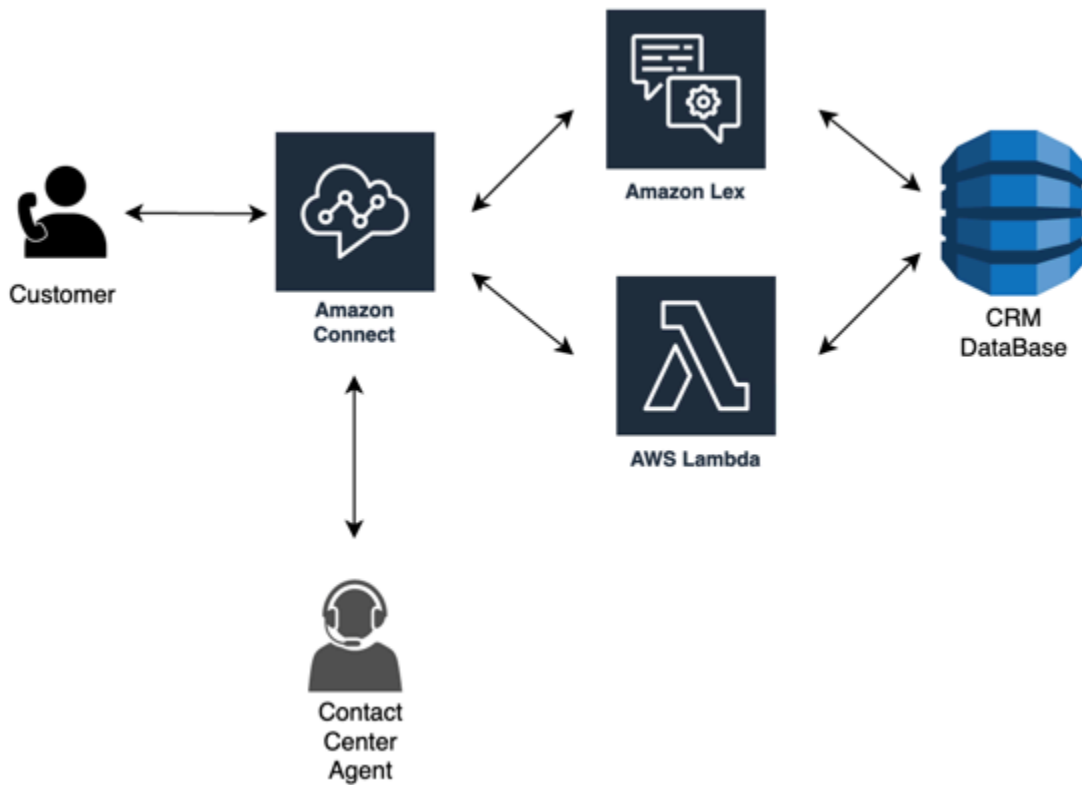 Customer
Amazon
Connect
Amazon Lex
AWS Lambda
CRM
DataBase
Contact
Center
Agent